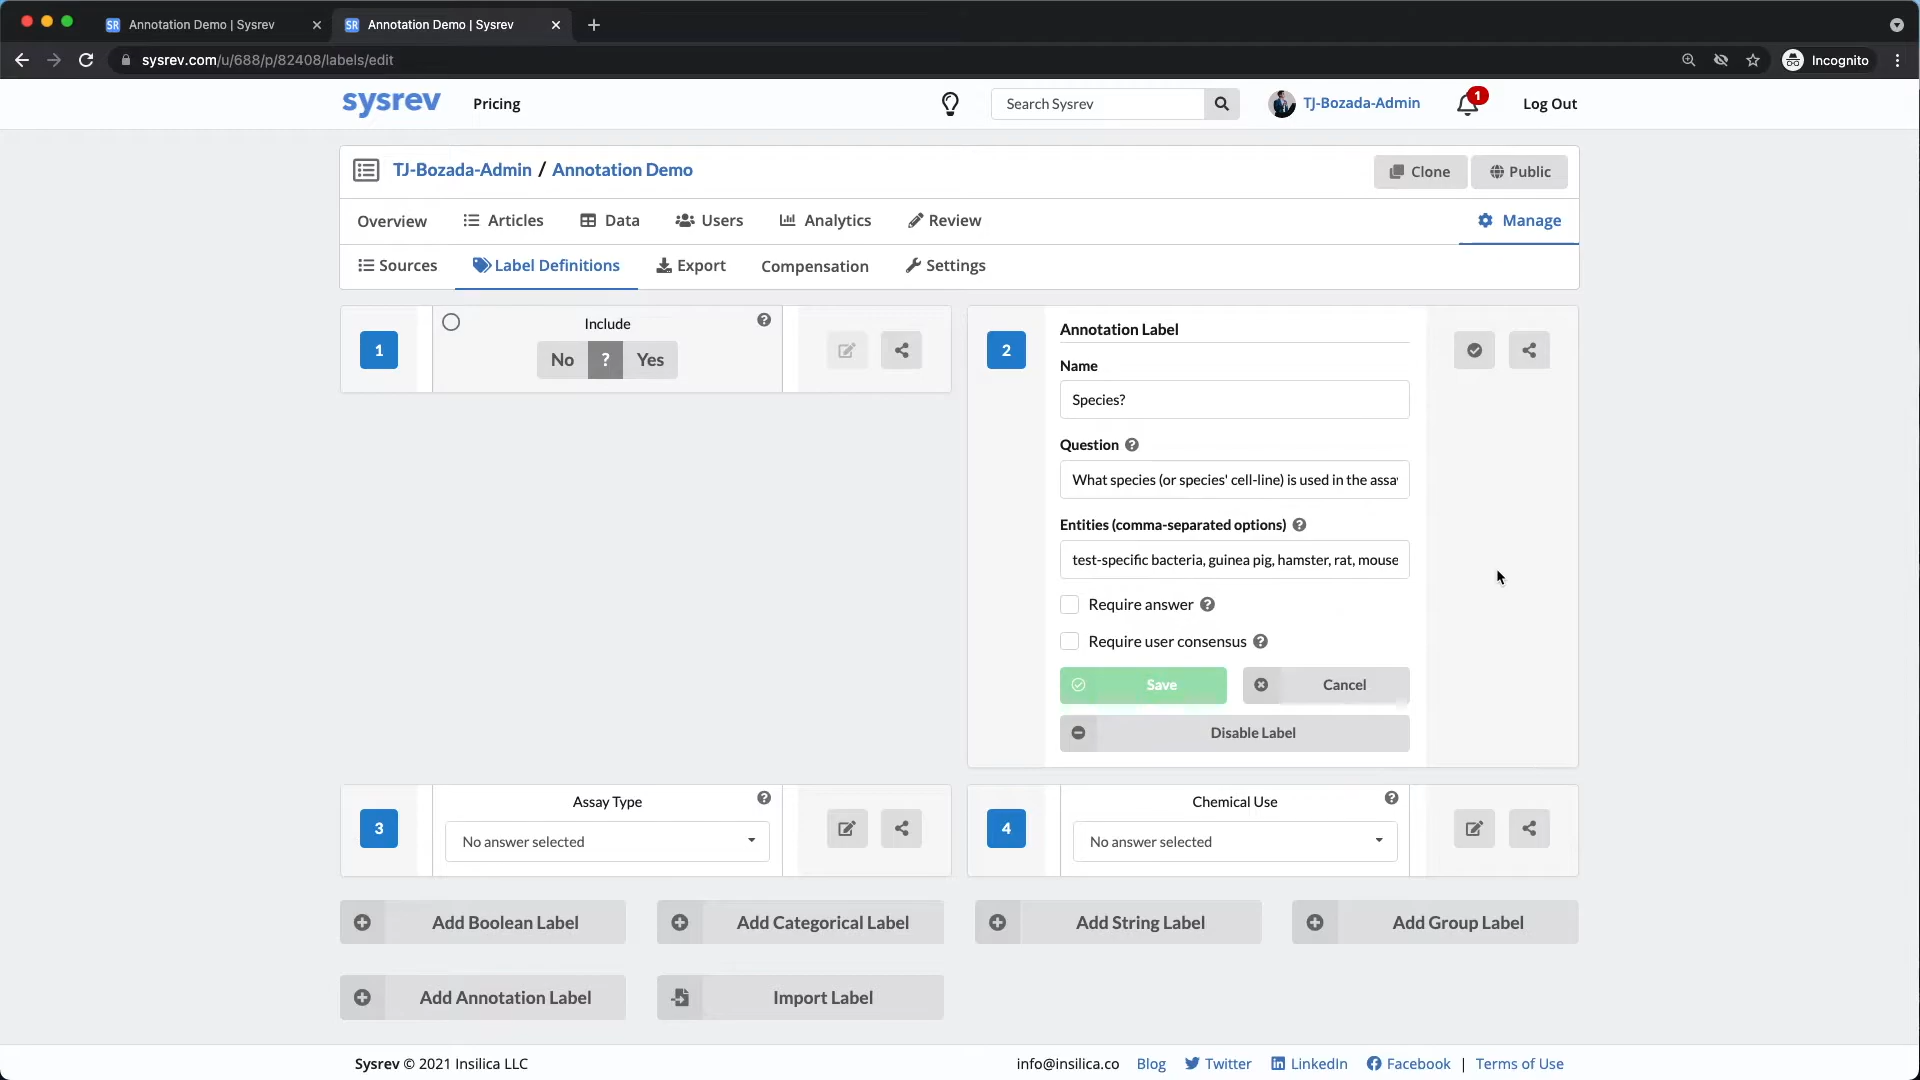 SR Annotation Demo | Sysrev
SR Annotation Demo | Sysrev
sysrev.com/u/688/p/82408/labels/edit
Incognito
sysrev
Pricing
Search Sysrev
TJ-Bozada-Admin
1
Log Out
TJ-Bozada-Admin / Annotation Demo
Clone
Public
Overview
Articles
Data
Users
Analytics
Review
Manage
Sources
Label Definitions
Export
Compensation
Settings
1
Include
No ? Yes
2
Annotation Label
Name
Species?
Question
What species (or species' cell-line) is used in the assa
Entities (comma-separated options)
test-specific bacteria, guinea pig, hamster, rat, mouse
Require answer
Require user consensus
Save
Cancel
Disable Label
3
Assay Type
No answer selected
4
Chemical Use
No answer selected
Add Boolean Label
Add Categorical Label
Add String Label
Add Group Label
Add Annotation Label
Import Label
Sysrev © 2021 Insilica LLC
info@insilica.co
Blog
Twitter
LinkedIn
Facebook |
Terms of Use